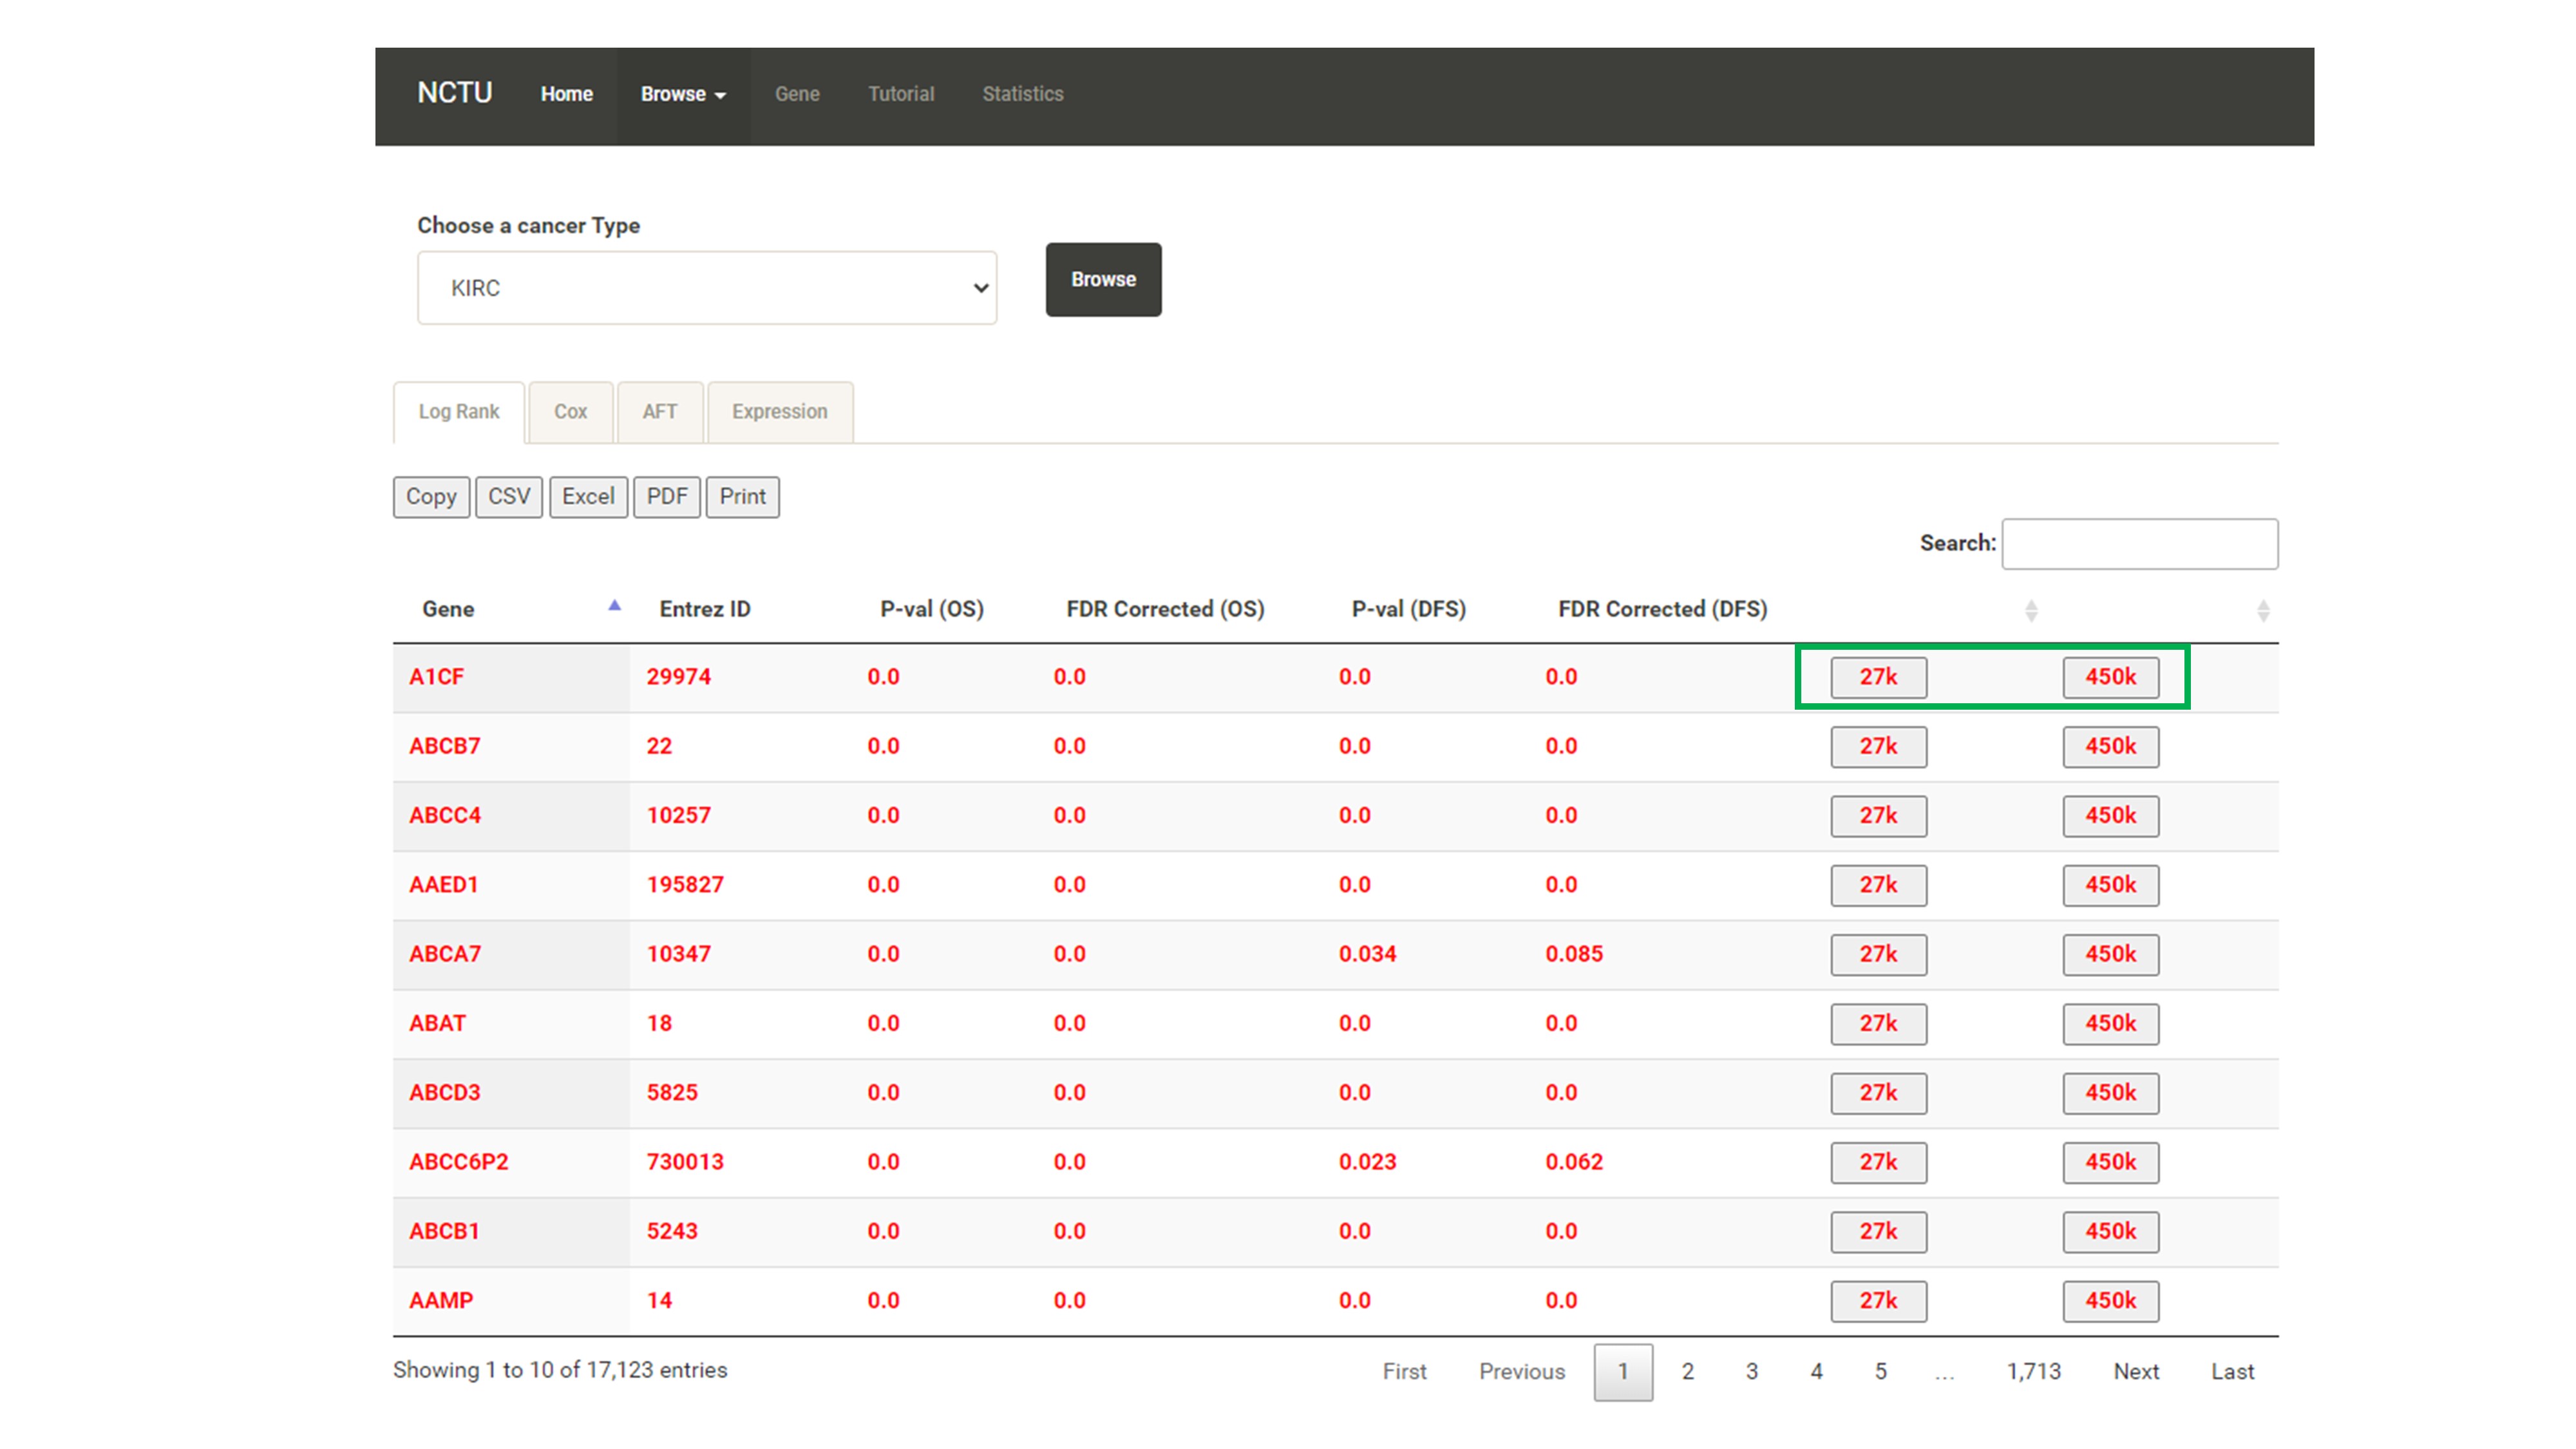 NCTU Home Browse Gene Tutorial Statistics
Choose a cancer Type
KIRC
Browse
Log Rank Cox AFT Expression
Copy CSV Excel PDF Print
Search:
Gene Entrez ID P-val (OS) FDR Corrected (OS) P-val (DFS) FDR Corrected (DFS)
A1CF 29974 0.0 0.0 0.0 0.0 27k 450k
ABCB7 22 0.0 0.0 0.0 0.0 27k 450k
ABCC4 10257 0.0 0.0 0.0 0.0 27k 450k
AAED1 195827 0.0 0.0 0.0 0.0 27k 450k
ABCA7 10347 0.0 0.0 0.034 0.085 27k 450k
ABAT 18 0.0 0.0 0.0 0.0 27k 450k
ABCD3 5825 0.0 0.0 0.0 0.0 27k 450k
ABCC6P2 730013 0.0 0.0 0.023 0.062 27k 450k
ABCB1 5243 0.0 0.0 0.0 0.0 27k 450k
AAMP 14 0.0 0.0 0.0 0.0 27k 450k
Showing 1 to 10 of 17,123 entries First Previous 1 2 3 4 5 ... 1,713 Next Last